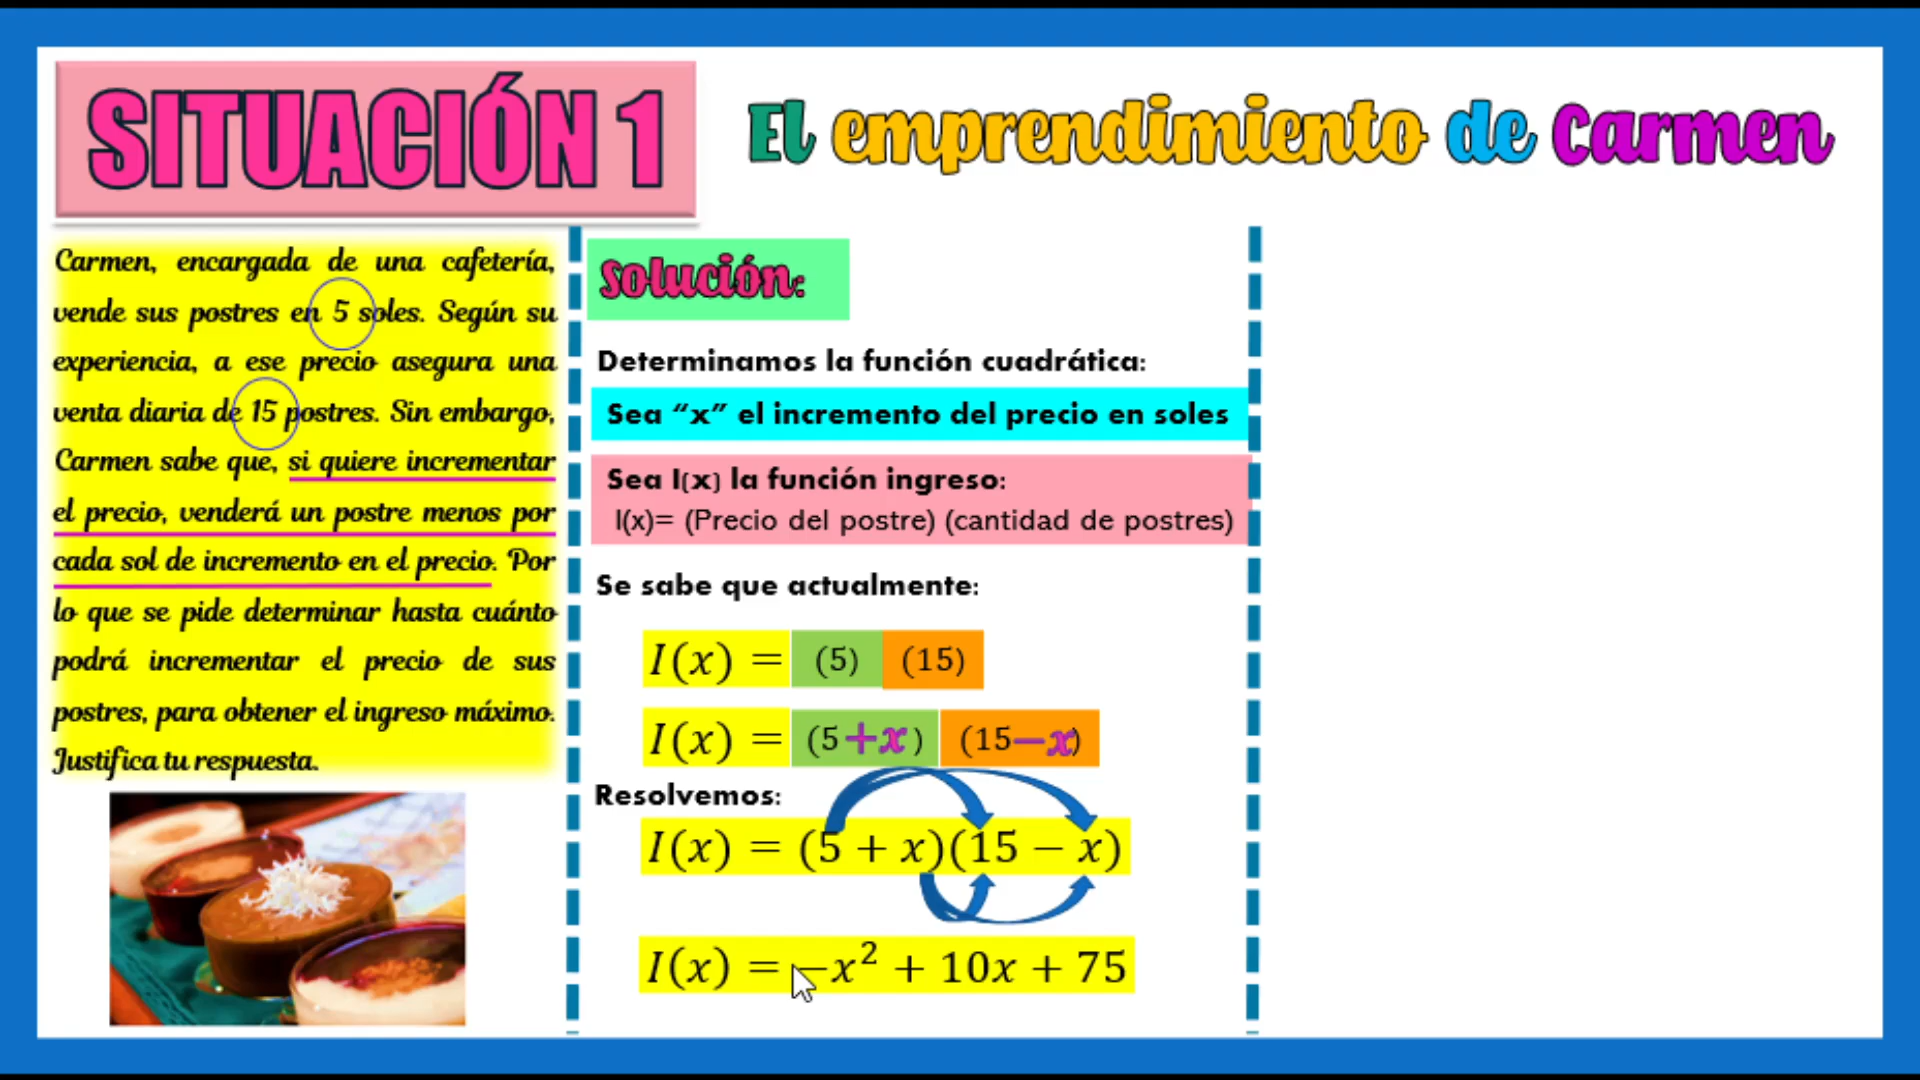 SITUACIÓN 1
El emprendimiento de Carmen
Carmen, encargada de una cafetería,
vende sus postres en 5 soles. Según su
experiencia, a ese precio asegura una
venta diaria de 15 postres. Sin embargo,
Carmen sabe que, si quiere incrementar
el precio, venderá un postre menos por
cada sol de incremento en el precio. Por
lo que se pide determinar hasta cuánto
podrá incrementar el precio de sus
postres, para obtener el ingreso máximo.
Justifica tu respuesta.
Solución:
Determinamos la función cuadrática:
Sea “x” el incremento del precio en soles
Sea I(x) la función ingreso:
I(x)= (Precio del postre) (cantidad de postres)
Se sabe que actualmente:
I(x) = (5) (15)
I(x) = (5+x) (15−x)
Resolvemos:
I(x) = (5 + x)(15 − x)
I(x) = −x² + 10x + 75